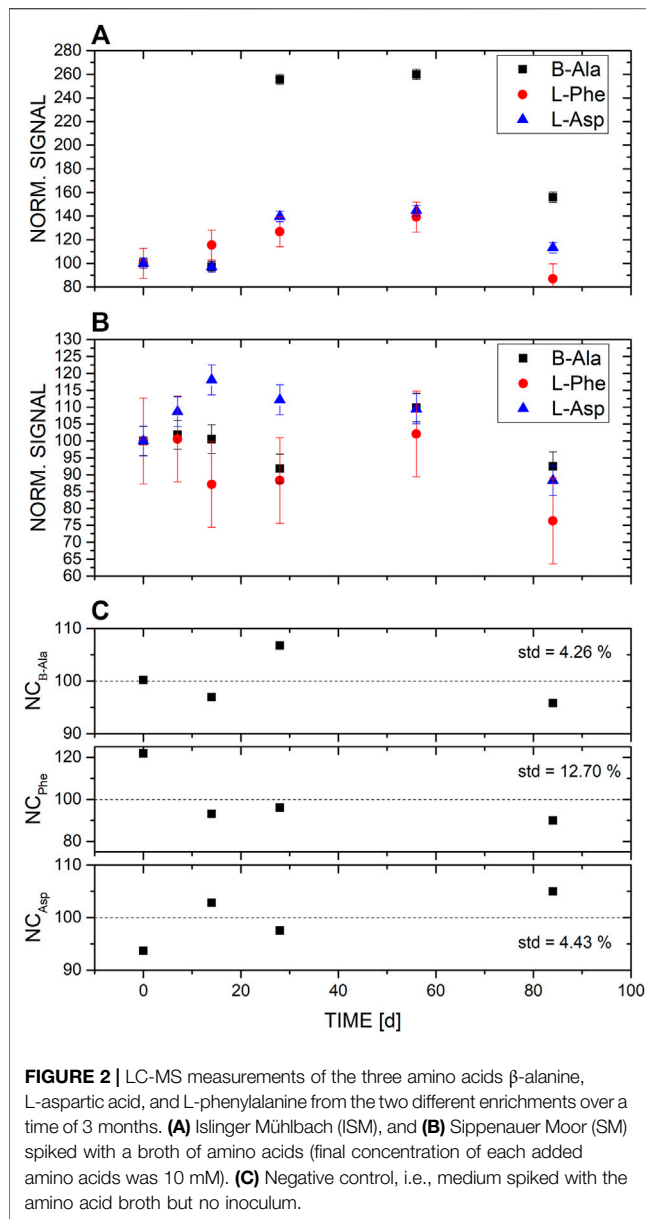 A
280
260
240
220
200
180
160
140
120
100
80
NORM. SIGNAL
B-Ala
L-Phe
L-Asp
B
130
125
120
115
110
105
100
95
90
85
80
75
70
65
60
NORM. SIGNAL
B-Ala
L-Phe
L-Asp
C
110
100
90
NC B-Ala
std = 4.26 %
120
100
80
NC Phe
std = 12.70 %
110
100
90
NC Asp
std = 4.43 %
0 20 40 60 80 100
TIME [d]
FIGURE 2 | LC-MS measurements of the three amino acids β-alanine,
L-aspartic acid, and L-phenylalanine from the two different enrichments over a
time of 3 months. (A) Islinger Mühlbach (ISM), and (B) Sippenauer Moor (SM)
spiked with a broth of amino acids (final concentration of each added
amino acids was 10 mM). (C) Negative control, i.e., medium spiked with the
amino acid broth but no inoculum.